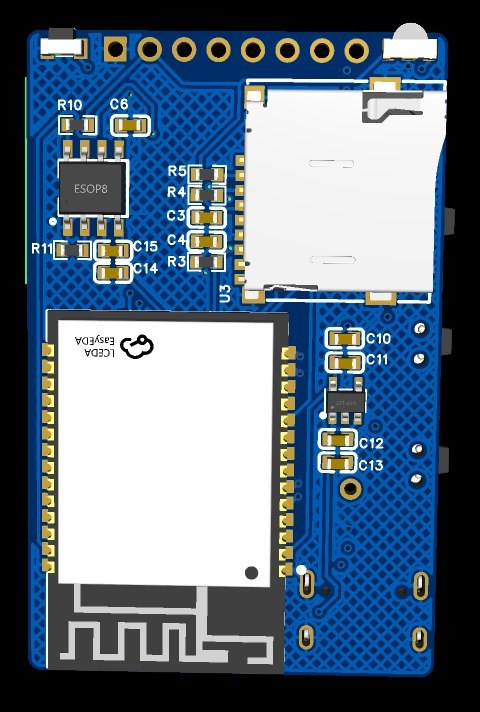 R10
C6
ESOP8
R5
R4
C3
C4
R3
R11
C15
C14
U3
LCEDA
EasyEDA
C10
C11
C12
C13